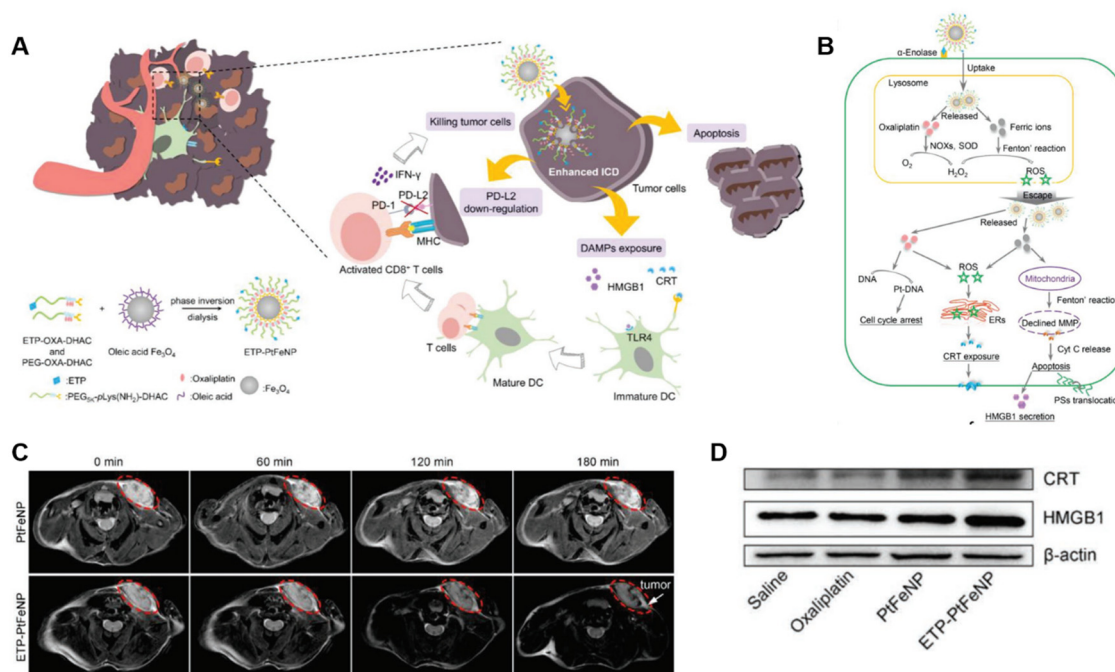 A
Killing tumor cells
IFN-γ
PD-L2
PD-1
MHC
Activated CD8⁺ T cells
PD-L2
down-regulation
Enhanced ICD
Tumor cells
Apoptosis
DAMPs exposure
HMGB1
CRT
TLR4
T cells
Mature DC
Immature DC
phase inversion
dialysis
ETP-OXA-DHAC
and
PEG-OXA-DHAC
Oleic acid Fe₃O₄
ETP-PtFeNP
:ETP
:Oxaliplatin
:Fe₃O₄
:PEG₅ₖ-pLys(NH₂)-DHAC
:Oleic acid
B
α-Enolase
Uptake
Lysosome
Released
Oxaliplatin
Ferric ions
NOXs, SOD
Fenton' reaction
O₂
H₂O₂
ROS
Escape
Released
DNA
Pt-DNA
Cell cycle arrest
ROS
ERs
CRT exposure
Mitochondria
Fenton' reaction
Declined MMP
Cyt C release
Apoptosis
PSs translocation
HMGB1 secretion
C
0 min
60 min
120 min
180 min
PtFeNP
ETP-PtFeNP
tumor
D
CRT
HMGB1
β-actin
Saline
Oxaliplatin
PtFeNP
ETP-PtFeNP